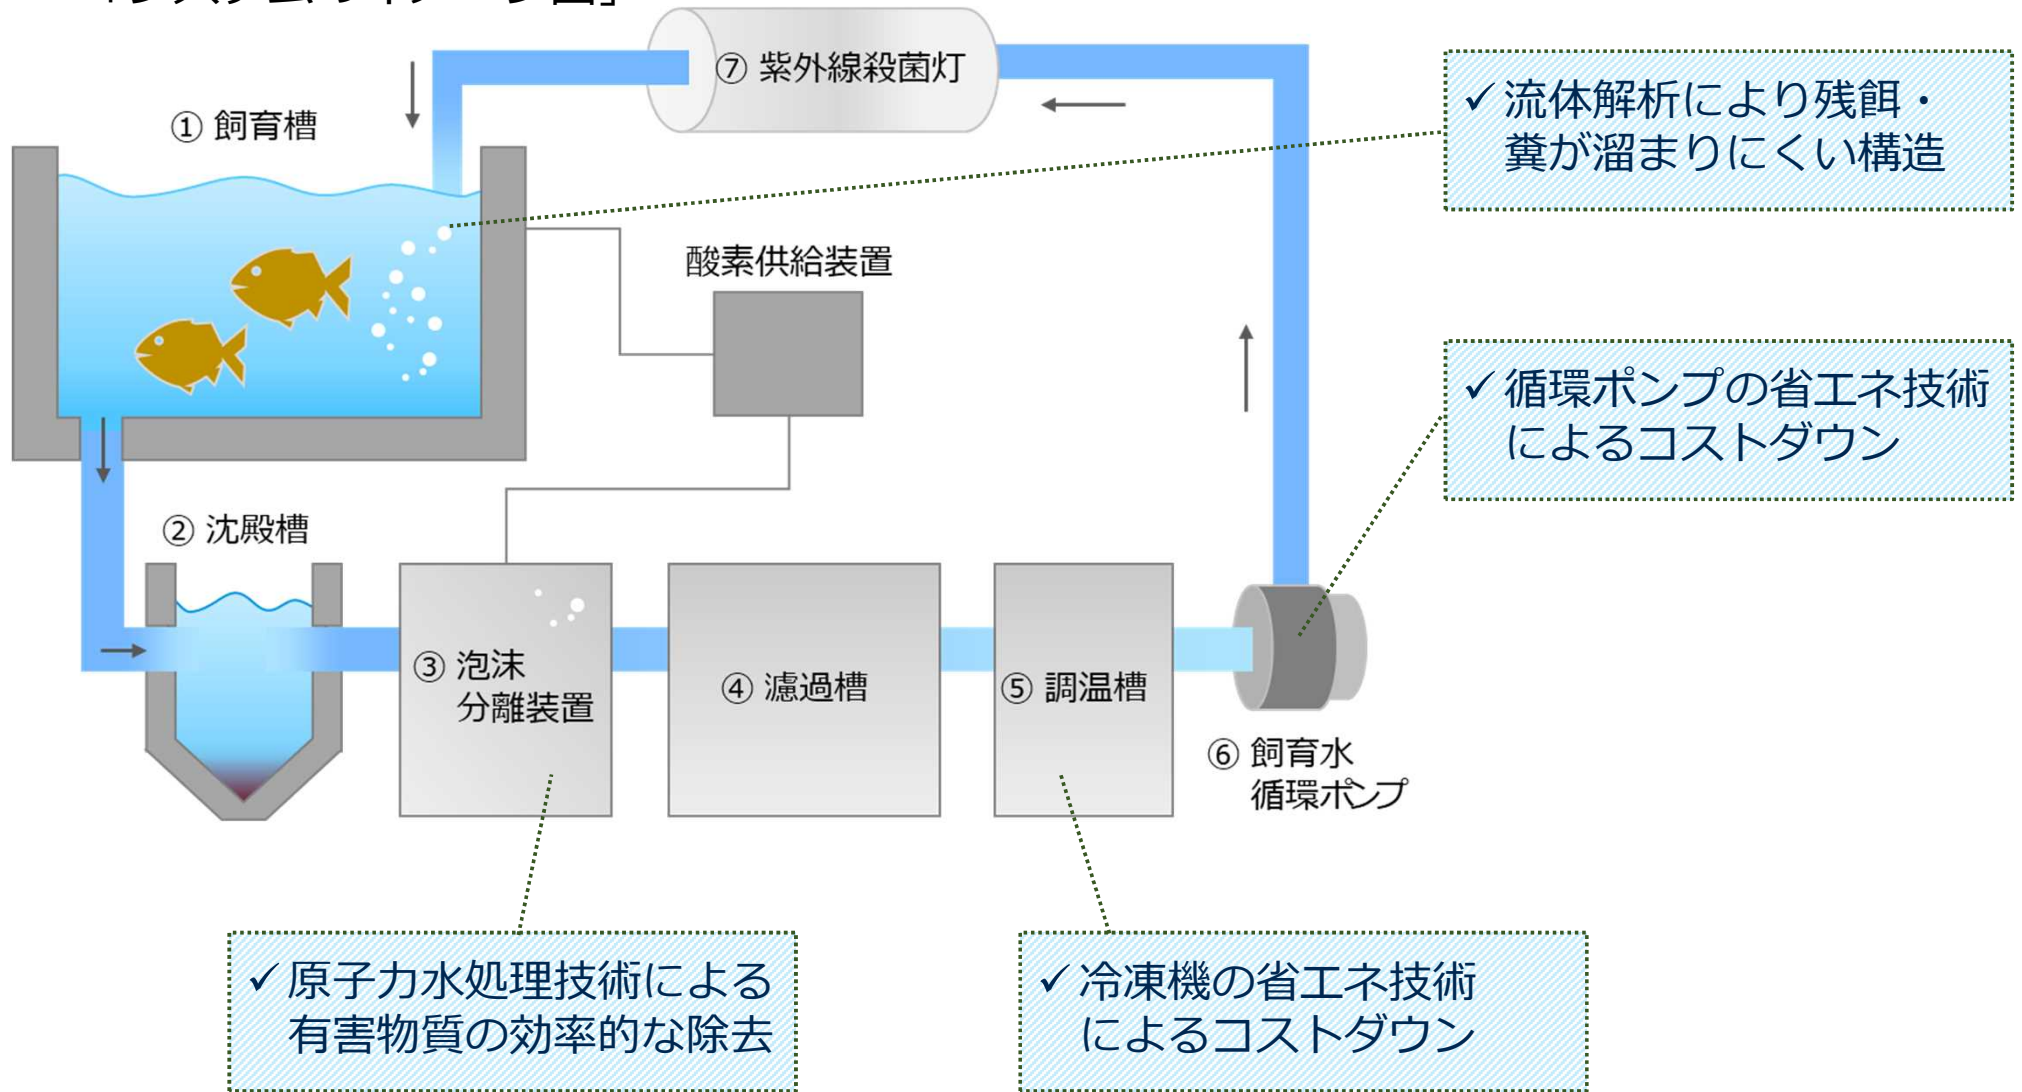 ⑦ 紫外線殺菌灯
① 飼育槽
✓流体解析により残餌・
糞が溜まりにくい構造
酸素供給装置
✓循環ポンプの省エネ技術
によるコストダウン
② 沈殿槽
③ 泡沫
分離装置
④ 濾過槽
⑤ 調温槽
⑥ 飼育水
循環ポンプ
✓原子力水処理技術による
有害物質の効率的な除去
✓冷凍機の省エネ技術
によるコストダウン